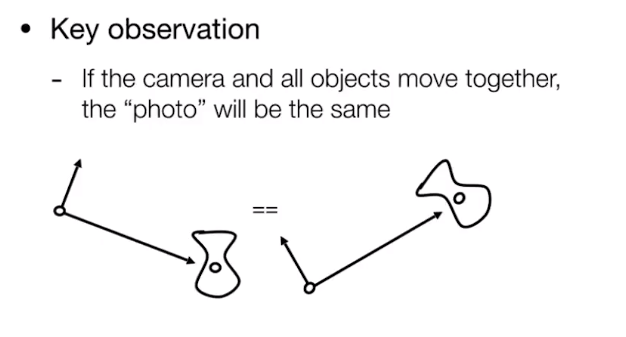 • Key observation
- If the camera and all objects move together,
the “photo” will be the same
==